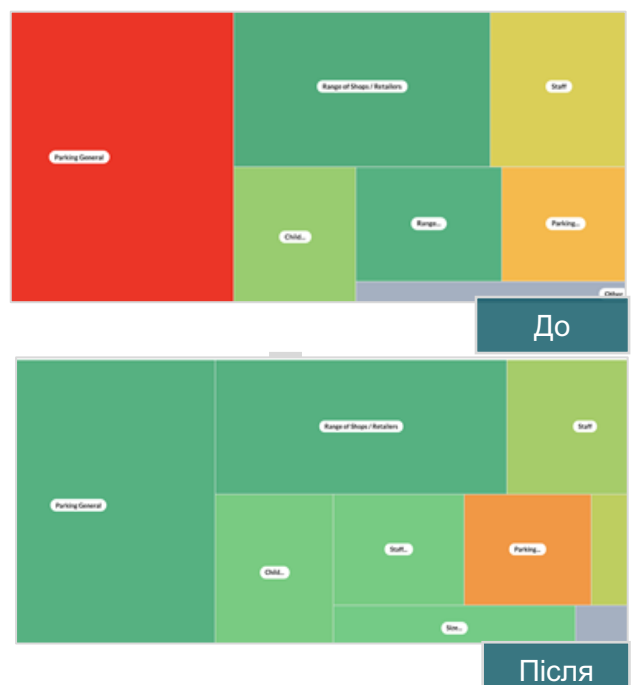 Range of Shops / Retailers
Staff
Parking General
Child...
Range...
Parking...
Other
До
Range of Shops / Retailers
Staff
Parking General
Staff...
Parking...
Child...
Size...
Після